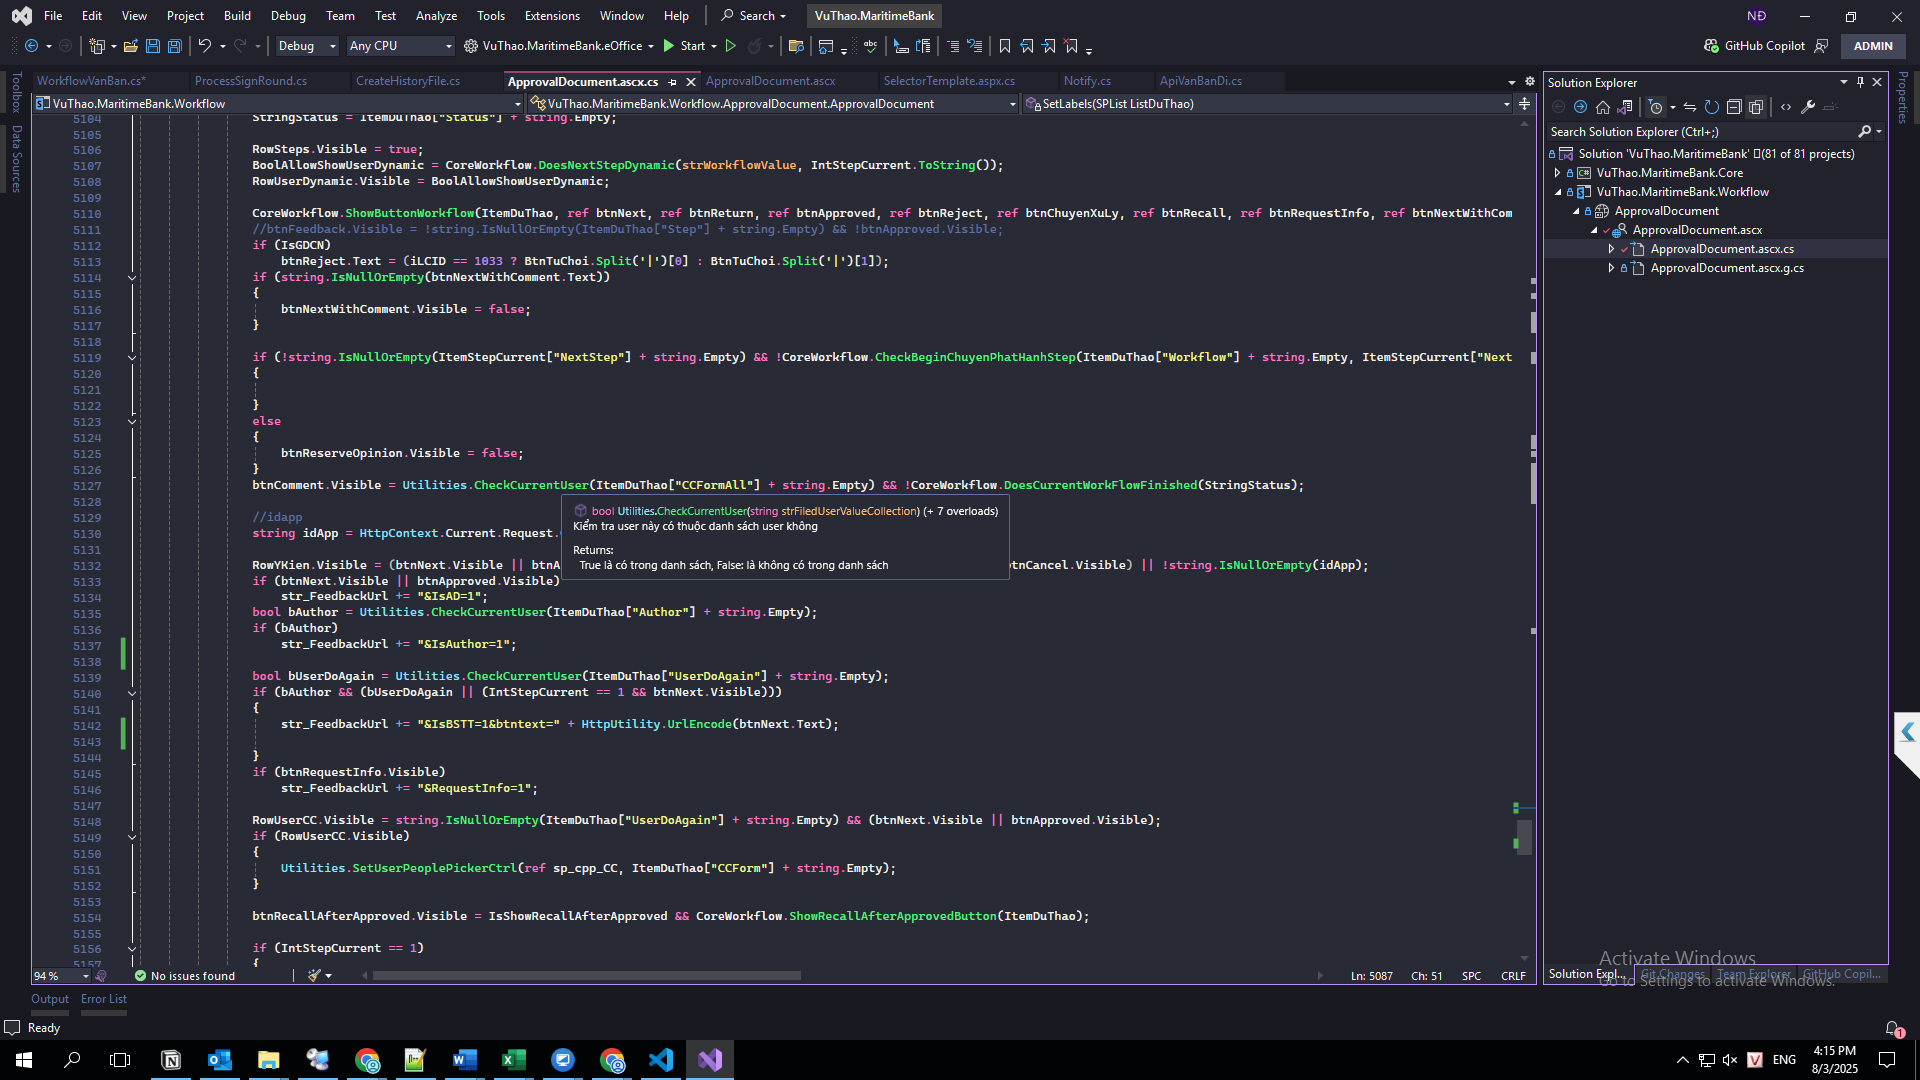 File Edit View Project Build Debug Team Test Analyze Tools Extensions Window Help Search VuThao.MaritimeBank NĐ
Debug Any CPU VuThao.MaritimeBank.eOffice Start GitHub Copilot ADMIN
WorkflowVanBan.cs* ProcessSignRound.cs CreateHistoryFile.cs ApprovalDocument.ascx.cs ApprovalDocument.ascx SelectorTemplate.aspx.cs Notify.cs ApiVanBanDi.cs
VuThao.MaritimeBank.Workflow VuThao.MaritimeBank.Workflow.ApprovalDocument.ApprovalDocument SetLabels(SPList ListDuThao)
Toolbox
Data Sources
5104 StringStatus = ItemDuThao["Status"] + string.Empty;
5105
5106 RowSteps.Visible = true;
5107 BoolAllowShowUserDynamic = CoreWorkflow.DoesNextStepDynamic(strWorkflowValue, IntStepCurrent.ToString());
5108 RowUserDynamic.Visible = BoolAllowShowUserDynamic;
5109
5110 CoreWorkflow.ShowButtonWorkflow(ItemDuThao, ref btnNext, ref btnReturn, ref btnApproved, ref btnReject, ref btnChuyenXuLy, ref btnRecall, ref btnRequestInfo, ref btnNextWithCom
5111 //btnFeedback.Visible = !string.IsNullOrEmpty(ItemDuThao["Step"] + string.Empty) && !btnApproved.Visible;
5112 if (IsGDCN)
5113 btnReject.Text = (iLCID == 1033 ? BtnTuChoi.Split('|')[0] : BtnTuChoi.Split('|')[1]);
5114 if (string.IsNullOrEmpty(btnNextWithComment.Text))
5115 {
5116 btnNextWithComment.Visible = false;
5117 }
5118
5119 if (!string.IsNullOrEmpty(ItemStepCurrent["NextStep"] + string.Empty) && !CoreWorkflow.CheckBeginChuyenPhatHanhStep(ItemDuThao["Workflow"] + string.Empty, ItemStepCurrent["Next
5120 {
5121
5122 }
5123 else
5124 {
5125 btnReserveOpinion.Visible = false;
5126 }
5127 btnComment.Visible = Utilities.CheckCurrentUser(ItemDuThao["CCFormAll"] + string.Empty) && !CoreWorkflow.DoesCurrentWorkFlowFinished(StringStatus);
5128
bool Utilities.CheckCurrentUser(string strFiledUserValueCollection) (+ 7 overloads)
Kiểm tra user này có thuộc danh sách user không
Returns:
True là có trong danh sách, False: là không có trong danh sách
5129 //idapp
5130 string idApp = HttpContext.Current.Request.
5131
5132 RowYKien.Visible = (btnNext.Visible || btnA tnCancel.Visible) || !string.IsNullOrEmpty(idApp);
5133 if (btnNext.Visible || btnApproved.Visible)
5134 str_FeedbackUrl += "&IsAD=1";
5135 bool bAuthor = Utilities.CheckCurrentUser(ItemDuThao["Author"] + string.Empty);
5136 if (bAuthor)
5137 str_FeedbackUrl += "&IsAuthor=1";
5138
5139 bool bUserDoAgain = Utilities.CheckCurrentUser(ItemDuThao["UserDoAgain"] + string.Empty);
5140 if (bAuthor && (bUserDoAgain || (IntStepCurrent == 1 && btnNext.Visible)))
5141 {
5142 str_FeedbackUrl += "&IsBSTT=1&btntext=" + HttpUtility.UrlEncode(btnNext.Text);
5143
5144 }
5145 if (btnRequestInfo.Visible)
5146 str_FeedbackUrl += "&RequestInfo=1";
5147
5148 RowUserCC.Visible = string.IsNullOrEmpty(ItemDuThao["UserDoAgain"] + string.Empty) && (btnNext.Visible || btnApproved.Visible);
5149 if (RowUserCC.Visible)
5150 {
5151 Utilities.SetUserPeoplePickerCtrl(ref sp_cpp_CC, ItemDuThao["CCForm"] + string.Empty);
5152 }
5153
5154 btnRecallAfterApproved.Visible = IsShowRecallAfterApproved && CoreWorkflow.ShowRecallAfterApprovedButton(ItemDuThao);
5155
5156 if (IntStepCurrent == 1)
5157 {
94 % No issues found Ln: 5087 Ch: 51 SPC CRLF
Solution Explorer
Search Solution Explorer (Ctrl+;)
Solution 'VuThao.MaritimeBank' (81 of 81 projects)
VuThao.MaritimeBank.Core
VuThao.MaritimeBank.Workflow
ApprovalDocument
ApprovalDocument.ascx
ApprovalDocument.ascx.cs
ApprovalDocument.ascx.g.cs
Properties
Activate Windows
Go to Settings to activate Windows.
Solution Expl... Git Changes Team Explorer GitHub Copil...
Output Error List
Ready 1
ENG 4:15 PM
8/3/2025